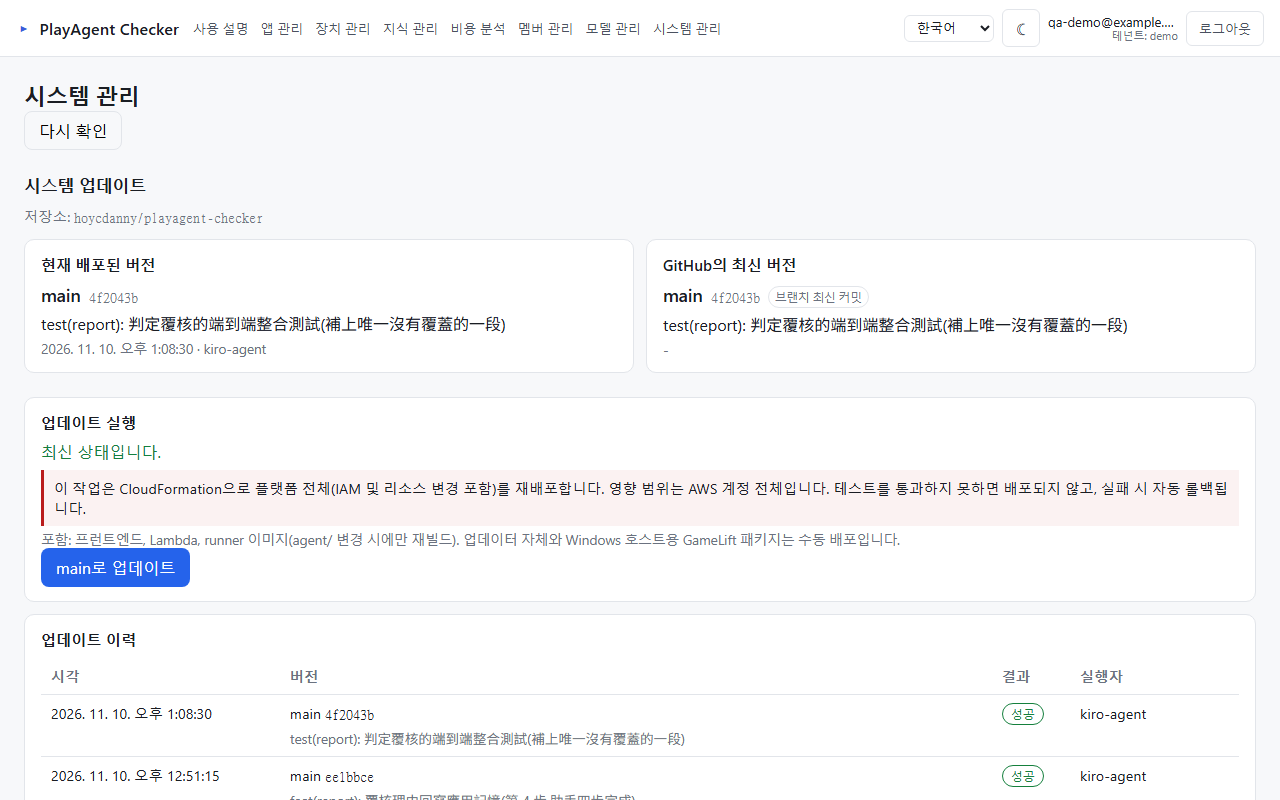 PlayAgent Checker 사용 설명 앱 관리 장치 관리 지식 관리 비용 분석 멤버 관리 모델 관리 시스템 관리 한국어 qa-demo@example.... 로그아웃
테넌트: demo
시스템 관리
다시 확인
시스템 업데이트
저장소: hoycdanny/playagent-checker
현재 배포된 버전
main 4f2043b
test(report): 判定覆核的端到端整合測試(補上唯一沒有覆蓋的一段)
2026. 11. 10. 오후 1:08:30 · kiro-agent
GitHub의 최신 버전
main 4f2043b 브랜치 최신 커밋
test(report): 判定覆核的端到端整合測試(補上唯一沒有覆蓋的一段)
-
업데이트 실행
최신 상태입니다.
이 작업은 CloudFormation으로 플랫폼 전체(IAM 및 리소스 변경 포함)를 재배포합니다. 영향 범위는 AWS 계정 전체입니다. 테스트를 통과하지 못하면 배포되지 않고, 실패 시 자동 롤백됩
니다.
포함: 프런트엔드, Lambda, runner 이미지(agent/ 변경 시에만 재빌드). 업데이터 자체와 Windows 호스트용 GameLift 패키지는 수동 배포입니다.
main로 업데이트
업데이트 이력
시각 버전 결과 실행자
2026. 11. 10. 오후 1:08:30 main 4f2043b 성공 kiro-agent
test(report): 判定覆核的端到端整合測試(補上唯一沒有覆蓋的一段)
2026. 11. 10. 오후 12:51:15 main ee1bbce 성공 kiro-agent